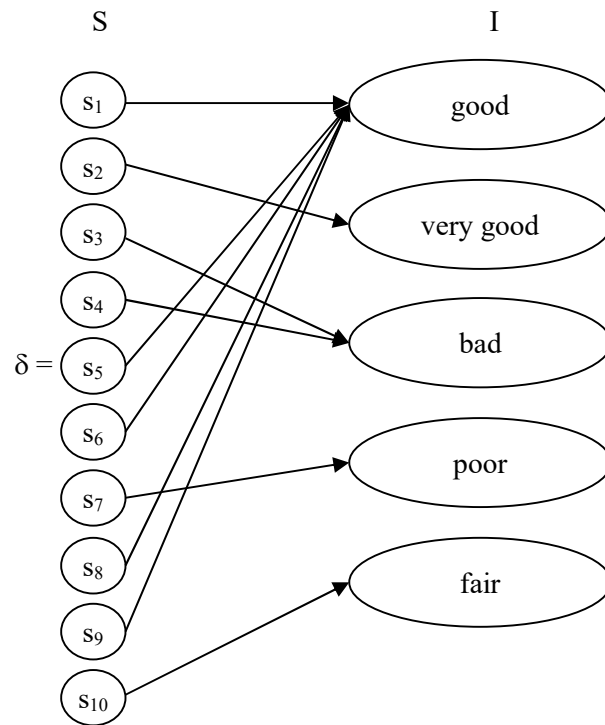 S I
s₁ good
s₂
s₃ very good
s₄
δ = s₅ bad
s₆
s₇ poor
s₈
s₉ fair
s₁₀